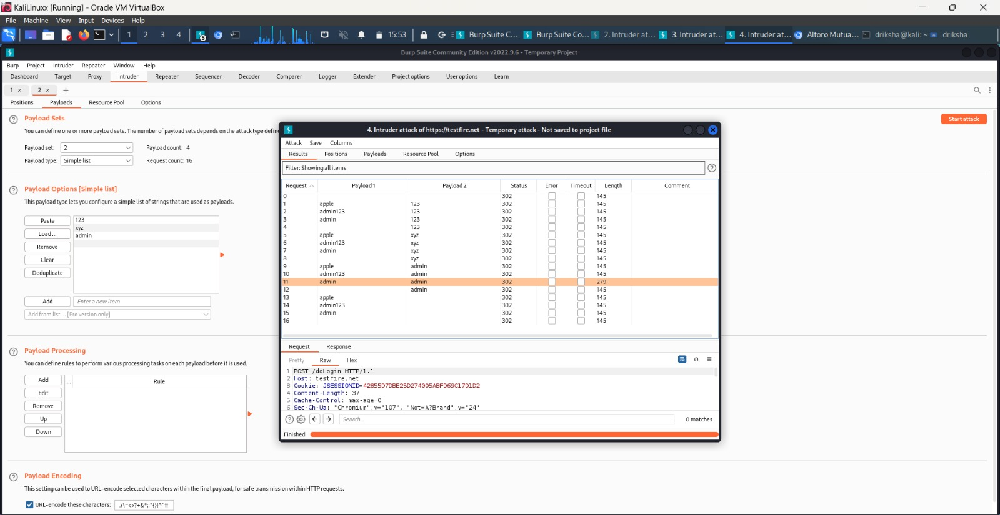 KaliLinuxx [Running] - Oracle VM VirtualBox
File Machine View Input Devices Help
1 2 3 4 5 15:53 Burp Suite C... Burp Suite Co... 2. Intruder at... 3. Intruder at... 4. Intruder at... Altoro Mutua... driksha@kali: ~ driksha
Burp Suite Community Edition v2022.9.6 - Temporary Project
Burp Project Intruder Repeater Window Help
Dashboard Target Proxy Intruder Repeater Sequencer Decoder Comparer Logger Extender Project options User options Learn
1 × 2 × +
Positions Payloads Resource Pool Options
Payload Sets
Start attack
You can define one or more payload sets. The number of payload sets depends on the attack type define
Payload set: 2 Payload count: 4
Payload type: Simple list Request count: 16
Payload Options [Simple list]
This payload type lets you configure a simple list of strings that are used as payloads.
Paste
Load ...
Remove
Clear
Deduplicate
123
xyz
admin
Add Enter a new item
Add from list ... [Pro version only]
Payload Processing
You can define rules to perform various processing tasks on each payload before it is used.
Add
Edit
Remove
Up
Down
... Rule
Payload Encoding
This setting can be used to URL-encode selected characters within the final payload, for safe transmission within HTTP requests.
URL-encode these characters: ./\=<>?+&*;:"{}|^`#
4. Intruder attack of https://testfire.net - Temporary attack - Not saved to project file
Attack Save Columns
Results Positions Payloads Resource Pool Options
Filter: Showing all items
Request Payload 1 Payload 2 Status Error Timeout Length Comment
0 302 145
1 apple 123 302 145
2 admin123 123 302 145
3 admin 123 302 145
4 123 302 145
5 apple xyz 302 145
6 admin123 xyz 302 145
7 admin xyz 302 145
8 xyz 302 145
9 apple admin 302 145
10 admin123 admin 302 145
11 admin admin 302 279
12 admin 302 145
13 apple 302 145
14 admin123 302 145
15 admin 302 145
16 302 145
Request Response
Pretty Raw Hex \n
1 POST /doLogin HTTP/1.1
2 Host: testfire.net
3 Cookie: JSESSIONID=42855D7DBE25D274005ABFD69C17D1D2
4 Content-Length: 37
5 Cache-Control: max-age=0
6 Sec-Ch-Ua: "Chromium";v="107", "Not=A?Brand";v="24"
Search... 0 matches
Finished